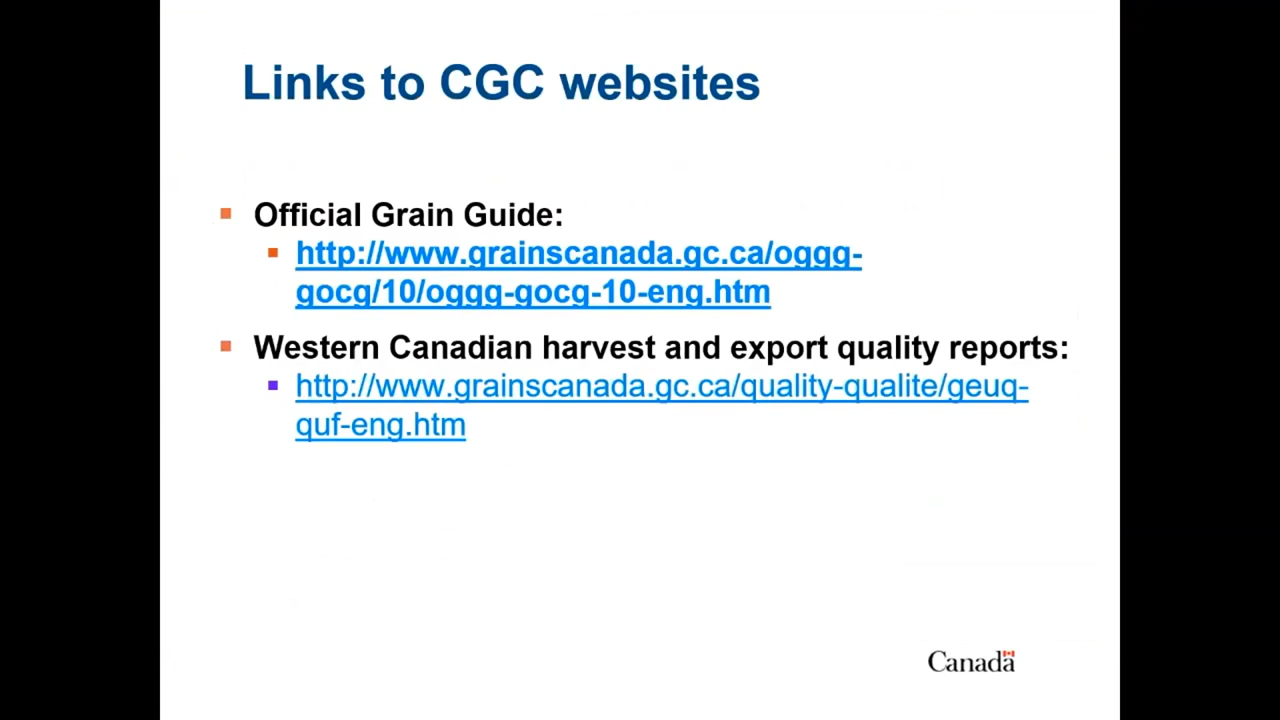 Links to CGC websites
Official Grain Guide:
http://www.grainscanada.gc.ca/oggg-
gocg/10/oggg-gocg-10-eng.htm
Western Canadian harvest and export quality reports:
http://www.grainscanada.gc.ca/quality-qualite/geuq-
quf-eng.htm
Canada